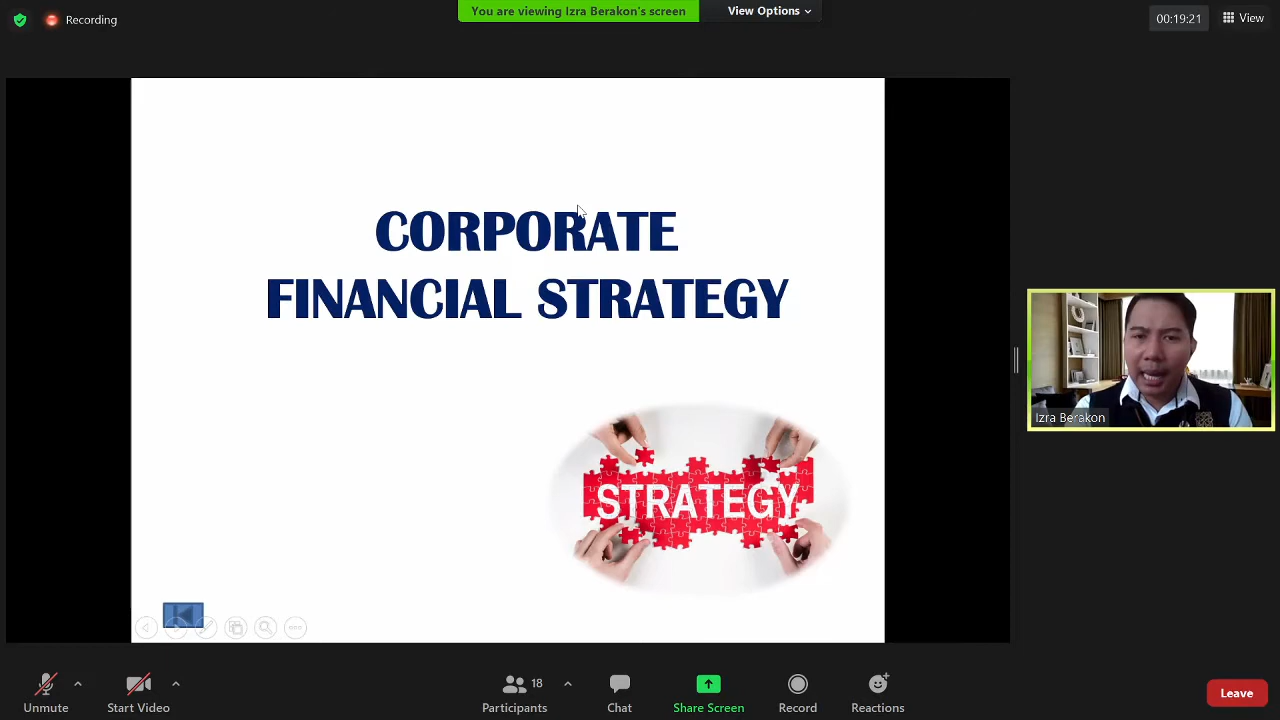 Recording
You are viewing Izra Berakon's screen
View Options
00:19:21
View
CORPORATE
FINANCIAL STRATEGY
STRATEGY
Izra Berakon
Unmute
Start Video
18
Participants
Chat
Share Screen
Record
Reactions
Leave